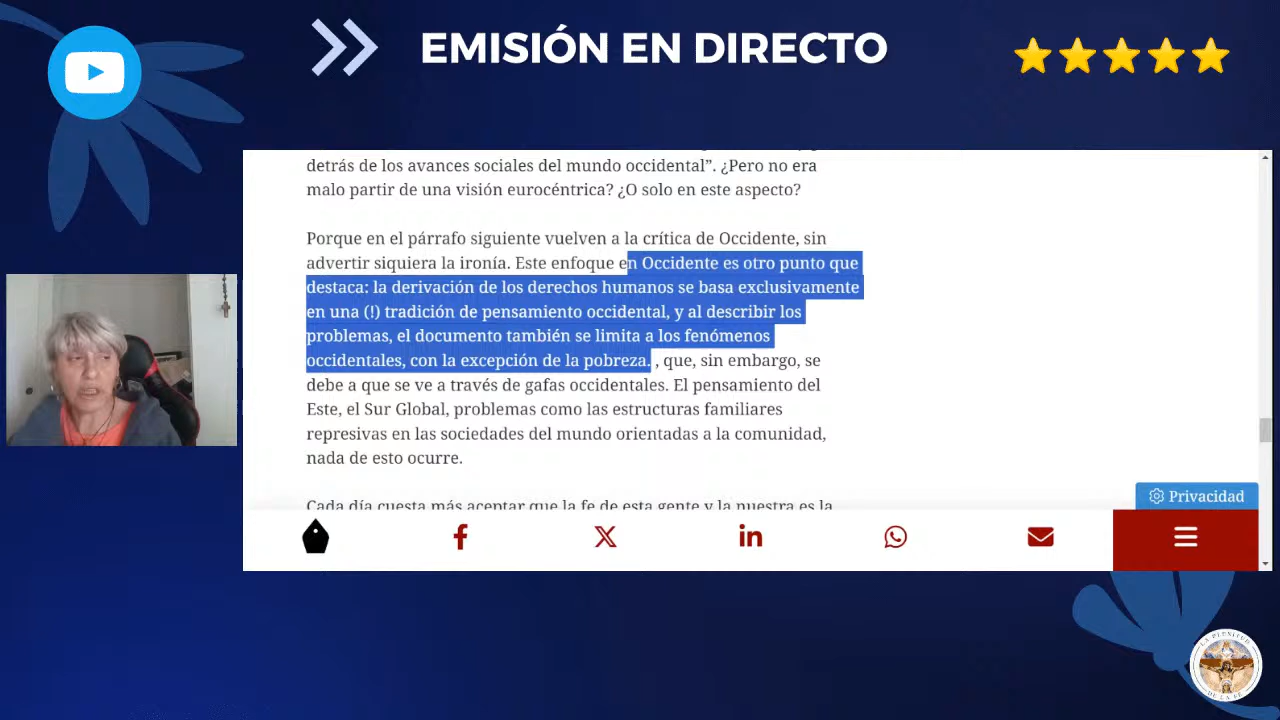 EMISIÓN EN DIRECTO
detrás de los avances sociales del mundo occidental”. ¿Pero no era
malo partir de una visión eurocéntrica? ¿O solo en este aspecto?
Porque en el párrafo siguiente vuelven a la crítica de Occidente, sin
advertir siquiera la ironía. Este enfoque en Occidente es otro punto que
destaca: la derivación de los derechos humanos se basa exclusivamente
en una (!) tradición de pensamiento occidental, y al describir los
problemas, el documento también se limita a los fenómenos
occidentales, con la excepción de la pobreza. , que, sin embargo, se
debe a que se ve a través de gafas occidentales. El pensamiento del
Este, el Sur Global, problemas como las estructuras familiares
represivas en las sociedades del mundo orientadas a la comunidad,
nada de esto ocurre.
Cada día cuesta más aceptar que la fe de esta gente y la nuestra es la
Privacidad
LA PLENITUD
DE LA FE